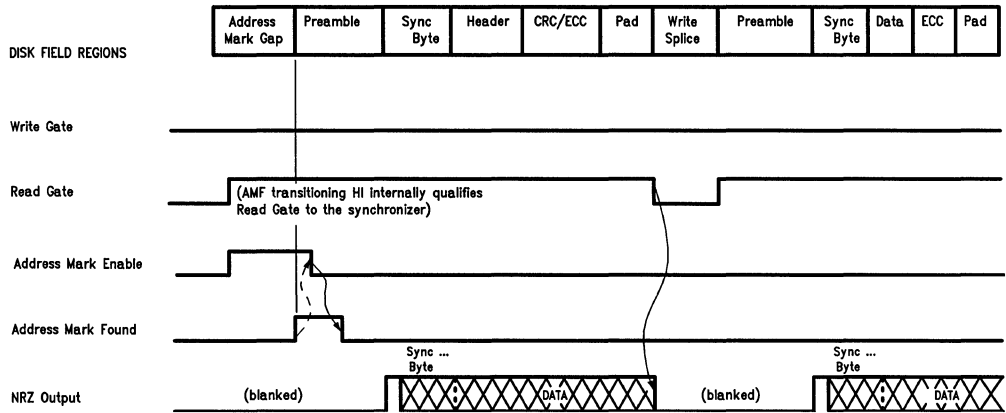 Address Mark Gap
Preamble
Sync Byte
Header
CRC/ECC
Pad
Write Splice
Preamble
Sync Byte
Data
ECC
Pad
DISK FIELD REGIONS
Write Gate
Read Gate
(AMF transitioning HI internally qualifies
Read Gate to the synchronizer)
Address Mark Enable
Address Mark Found
Sync ...
Byte
Sync ...
Byte
NRZ Output
(blanked)
DATA
(blanked)
DATA